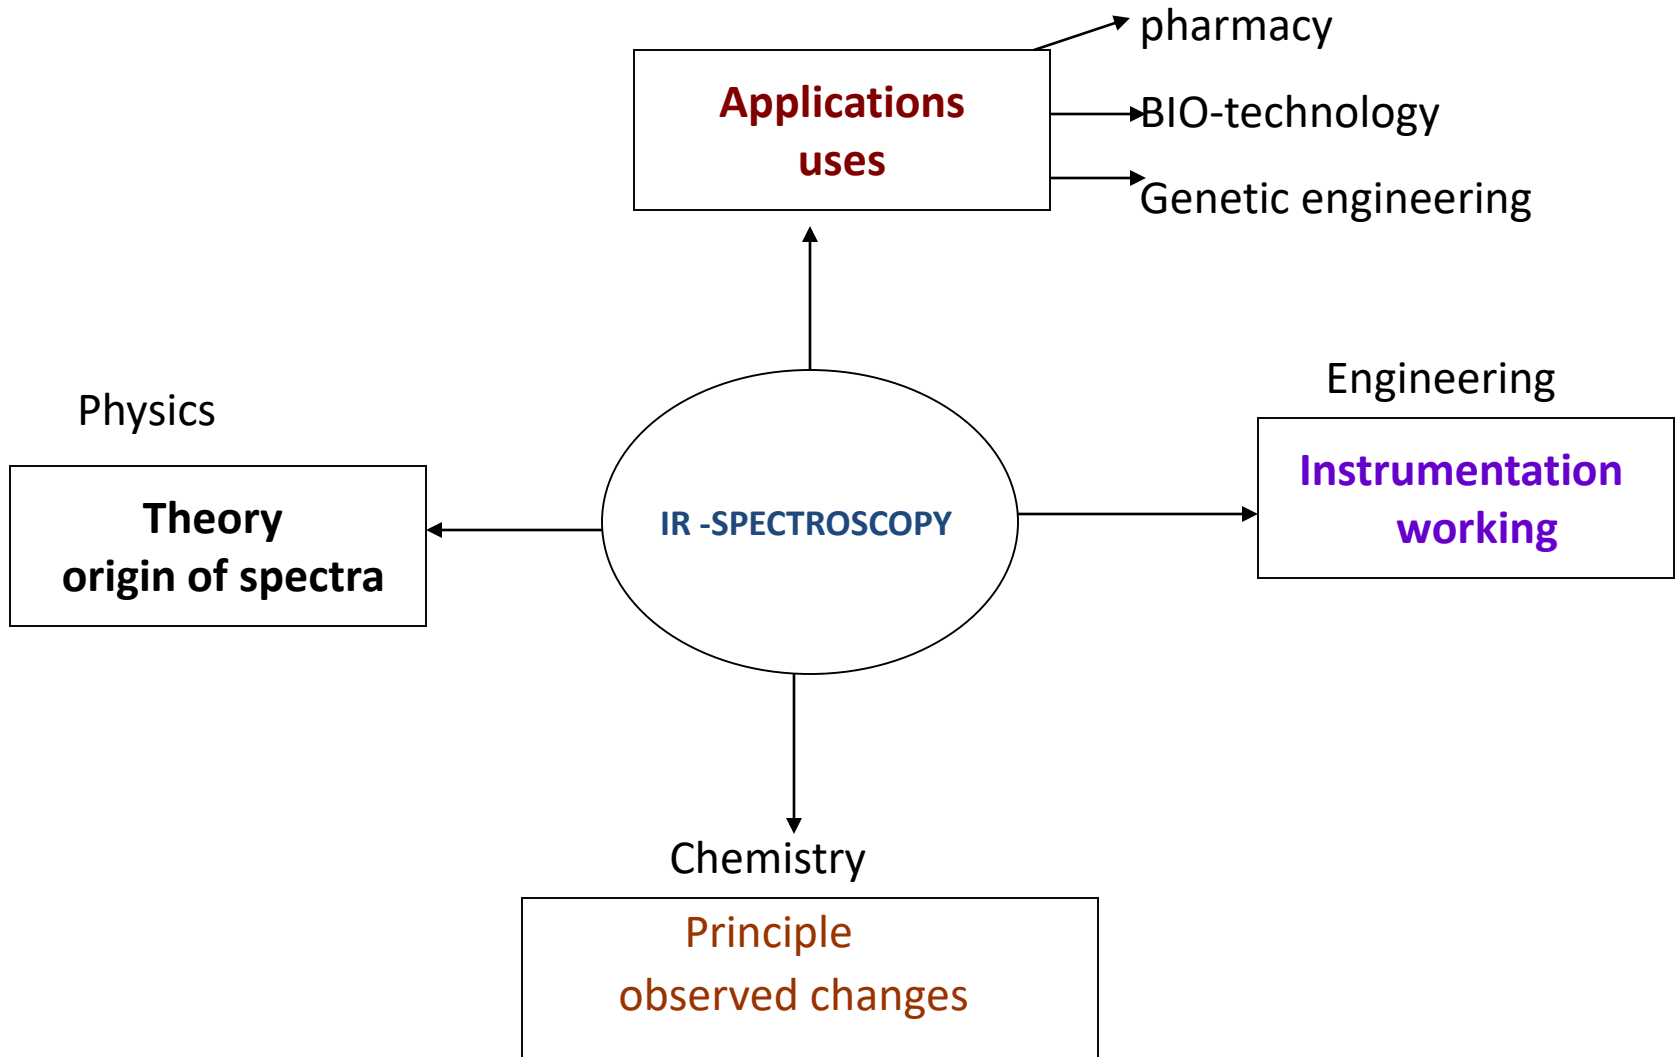 pharmacy
Applications
uses
BIO-technology
Genetic engineering
Physics
Theory
origin of spectra
IR -SPECTROSCOPY
Engineering
Instrumentation
working
Chemistry
Principle
observed changes